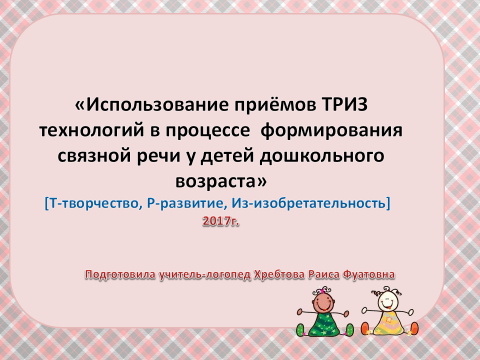 «Использование приёмов ТРИЗ
технологий в процессе формирования
связной речи у детей дошкольного
возраста»
[Т-творчество, Р-развитие, Из-изобретательность]
2017г.
Подготовила учитель-логопед Хребтова Раиса Фуатовна